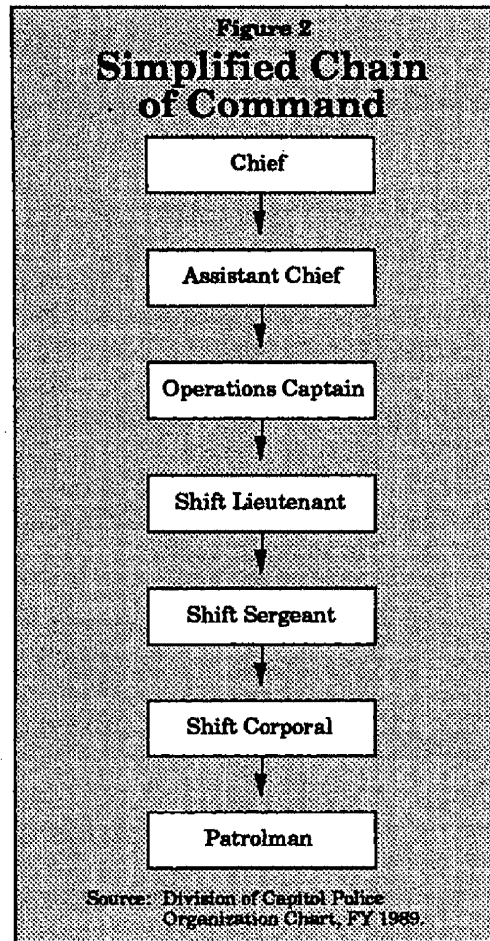 Figure 2
Simplified Chain
of Command
Chief
Assistant Chief
Operations Captain
Shift Lieutenant
Shift Sergeant
Shift Corporal
Patrolman
Source: Division of Capitol Police
Organization Chart, FY 1989.